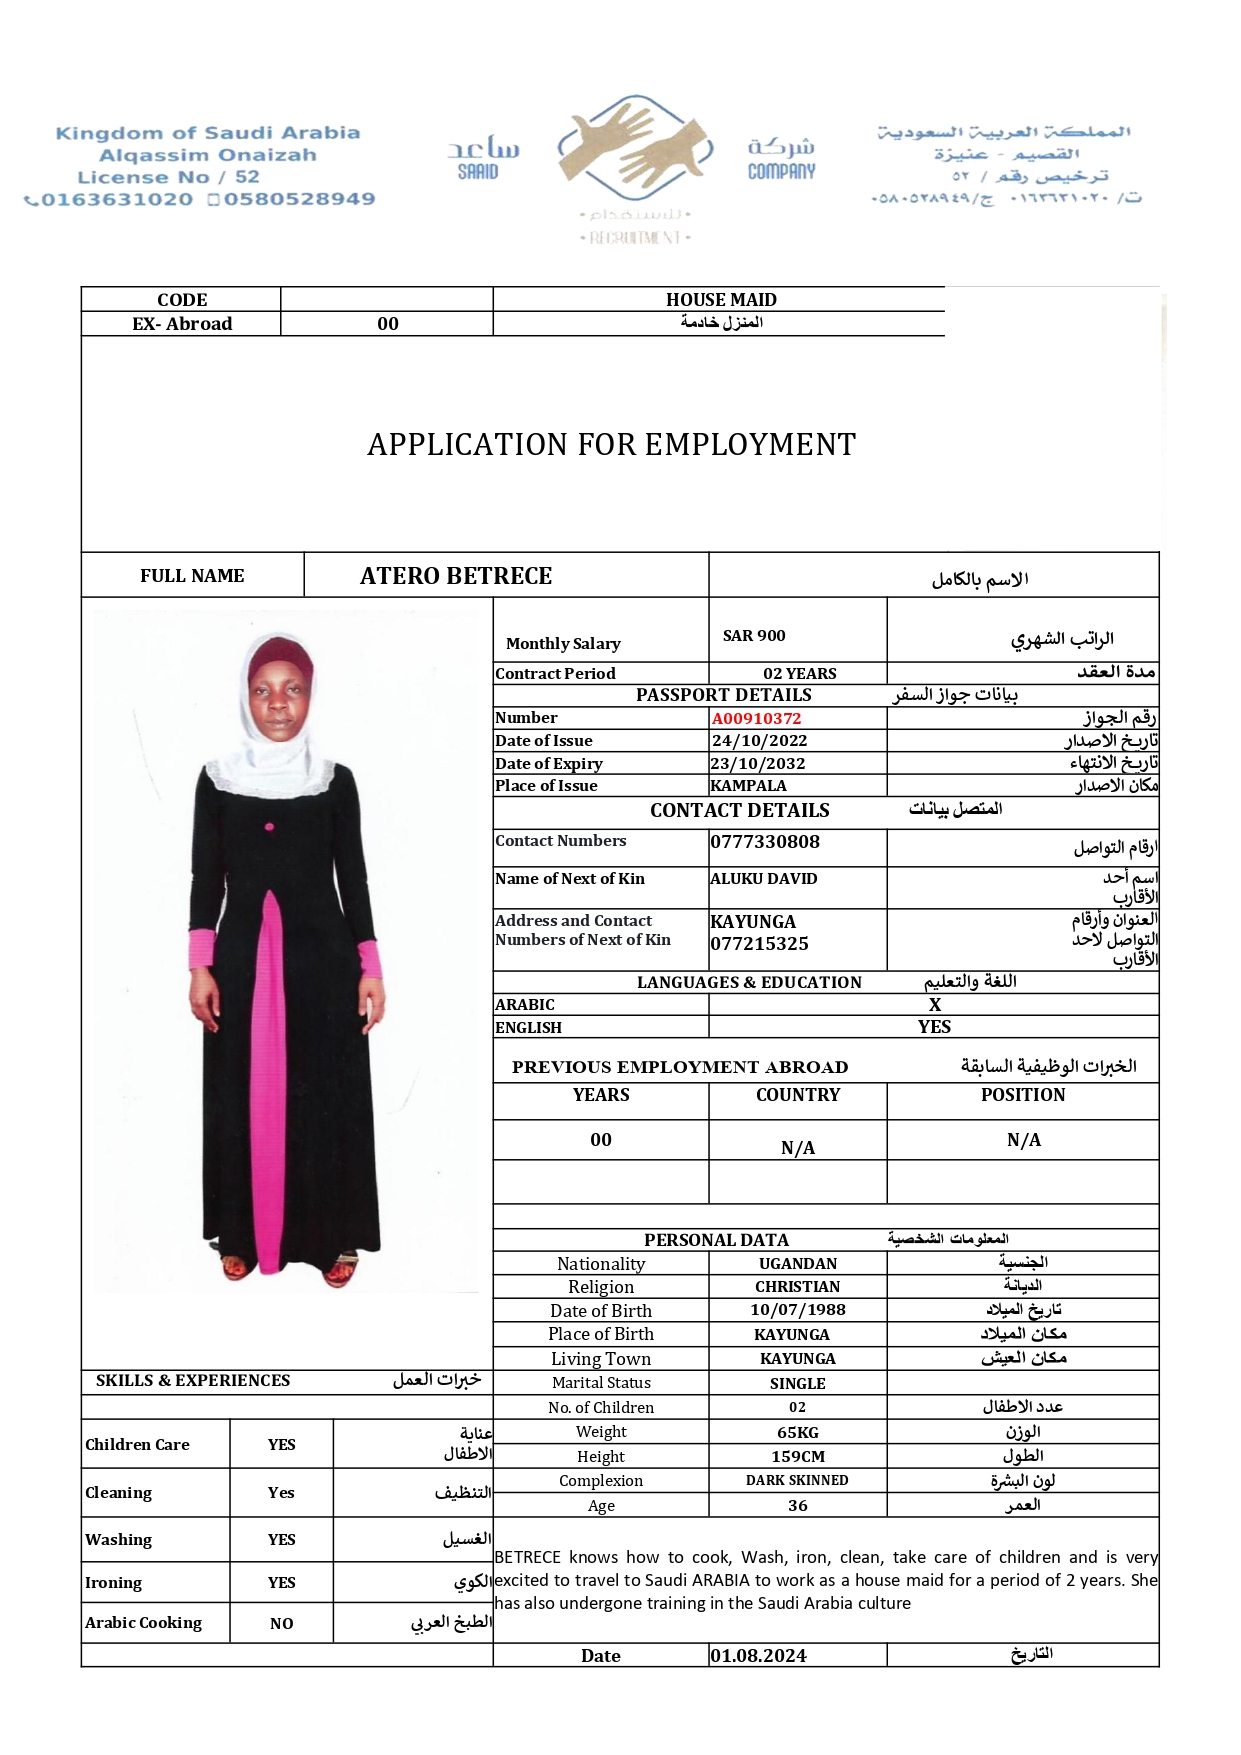 Kingdom of Saudi Arabia
Alqassim Onaizah
License No / 52
0163631020 0580528949
ساعد
SAAID
شركة
COMPANY
• للاستقدام •
• RECRUITMENT •
المملكة العربية السعودية
القصيم - عنيزة
ترخيص رقم / ٥٢
ت/ ٠١٦٣٦٣١٠٢٠ ج/٠٥٨٠٥٢٨٩٤٩
CODE HOUSE MAID
EX- Abroad 00 المنزل خادمة
APPLICATION FOR EMPLOYMENT
FULL NAME ATERO BETRECE الاسم بالكامل
Monthly Salary SAR 900 الراتب الشهري
Contract Period 02 YEARS مدة العقد
PASSPORT DETAILS بيانات جواز السفر
Number A00910372 رقم الجواز
Date of Issue 24/10/2022 تاريخ الاصدار
Date of Expiry 23/10/2032 تاريخ الانتهاء
Place of Issue KAMPALA مكان الاصدار
CONTACT DETAILS المتصل بيانات
Contact Numbers 0777330808 ارقام التواصل
Name of Next of Kin ALUKU DAVID اسم أحد
الأقارب
Address and Contact KAYUNGA العنوان وأرقام
Numbers of Next of Kin 077215325 التواصل لاحد
الأقارب
LANGUAGES & EDUCATION اللغة والتعليم
ARABIC X
ENGLISH YES
PREVIOUS EMPLOYMENT ABROAD الخبرات الوظيفية السابقة
YEARS COUNTRY POSITION
00 N/A N/A
PERSONAL DATA المعلومات الشخصية
Nationality UGANDAN الجنسية
Religion CHRISTIAN الديانة
Date of Birth 10/07/1988 تاريخ الميلاد
Place of Birth KAYUNGA مكان الميلاد
Living Town KAYUNGA مكان العيش
Marital Status SINGLE
No. of Children 02 عدد الاطفال
Weight 65KG الوزن
Height 159CM الطول
Complexion DARK SKINNED لون البشرة
Age 36 العمر
SKILLS & EXPERIENCES خبرات العمل
Children Care YES عناية
الاطفال
Cleaning Yes التنظيف
Washing YES الغسيل
Ironing YES الكوي
Arabic Cooking NO الطبخ العربي
BETRECE knows how to cook, Wash, iron, clean, take care of children and is very
excited to travel to Saudi ARABIA to work as a house maid for a period of 2 years. She
has also undergone training in the Saudi Arabia culture
Date 01.08.2024 التاريخ